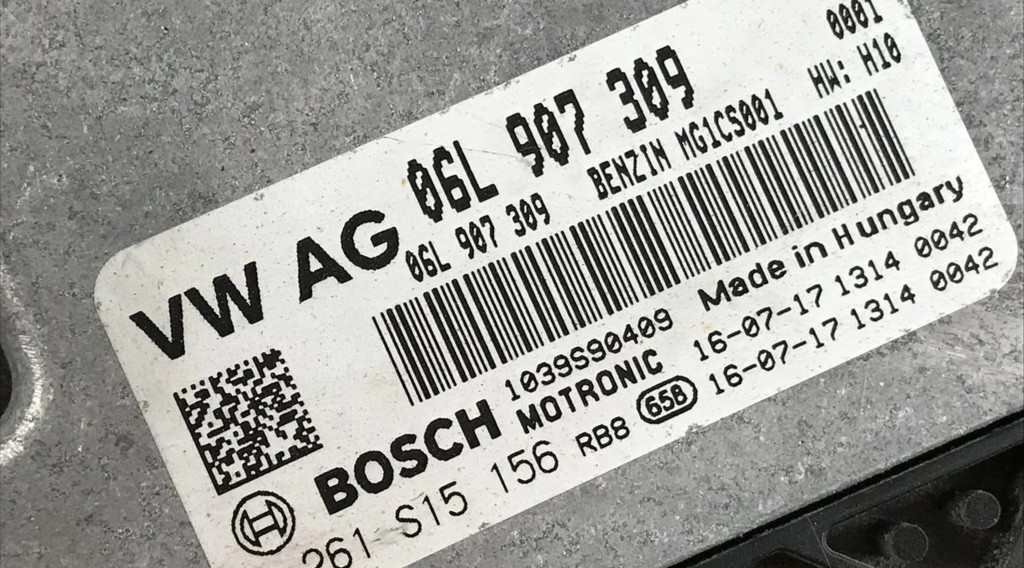 VW AG 06L 907 309 0001
06L 907 309 BENZIN MG1CS001 HW: H10
1039S90409 Made in Hungary
BOSCH MOTRONIC 16-07-17 1314 0042
261 S15 156 RB8 658 16-07-17 1314 0042